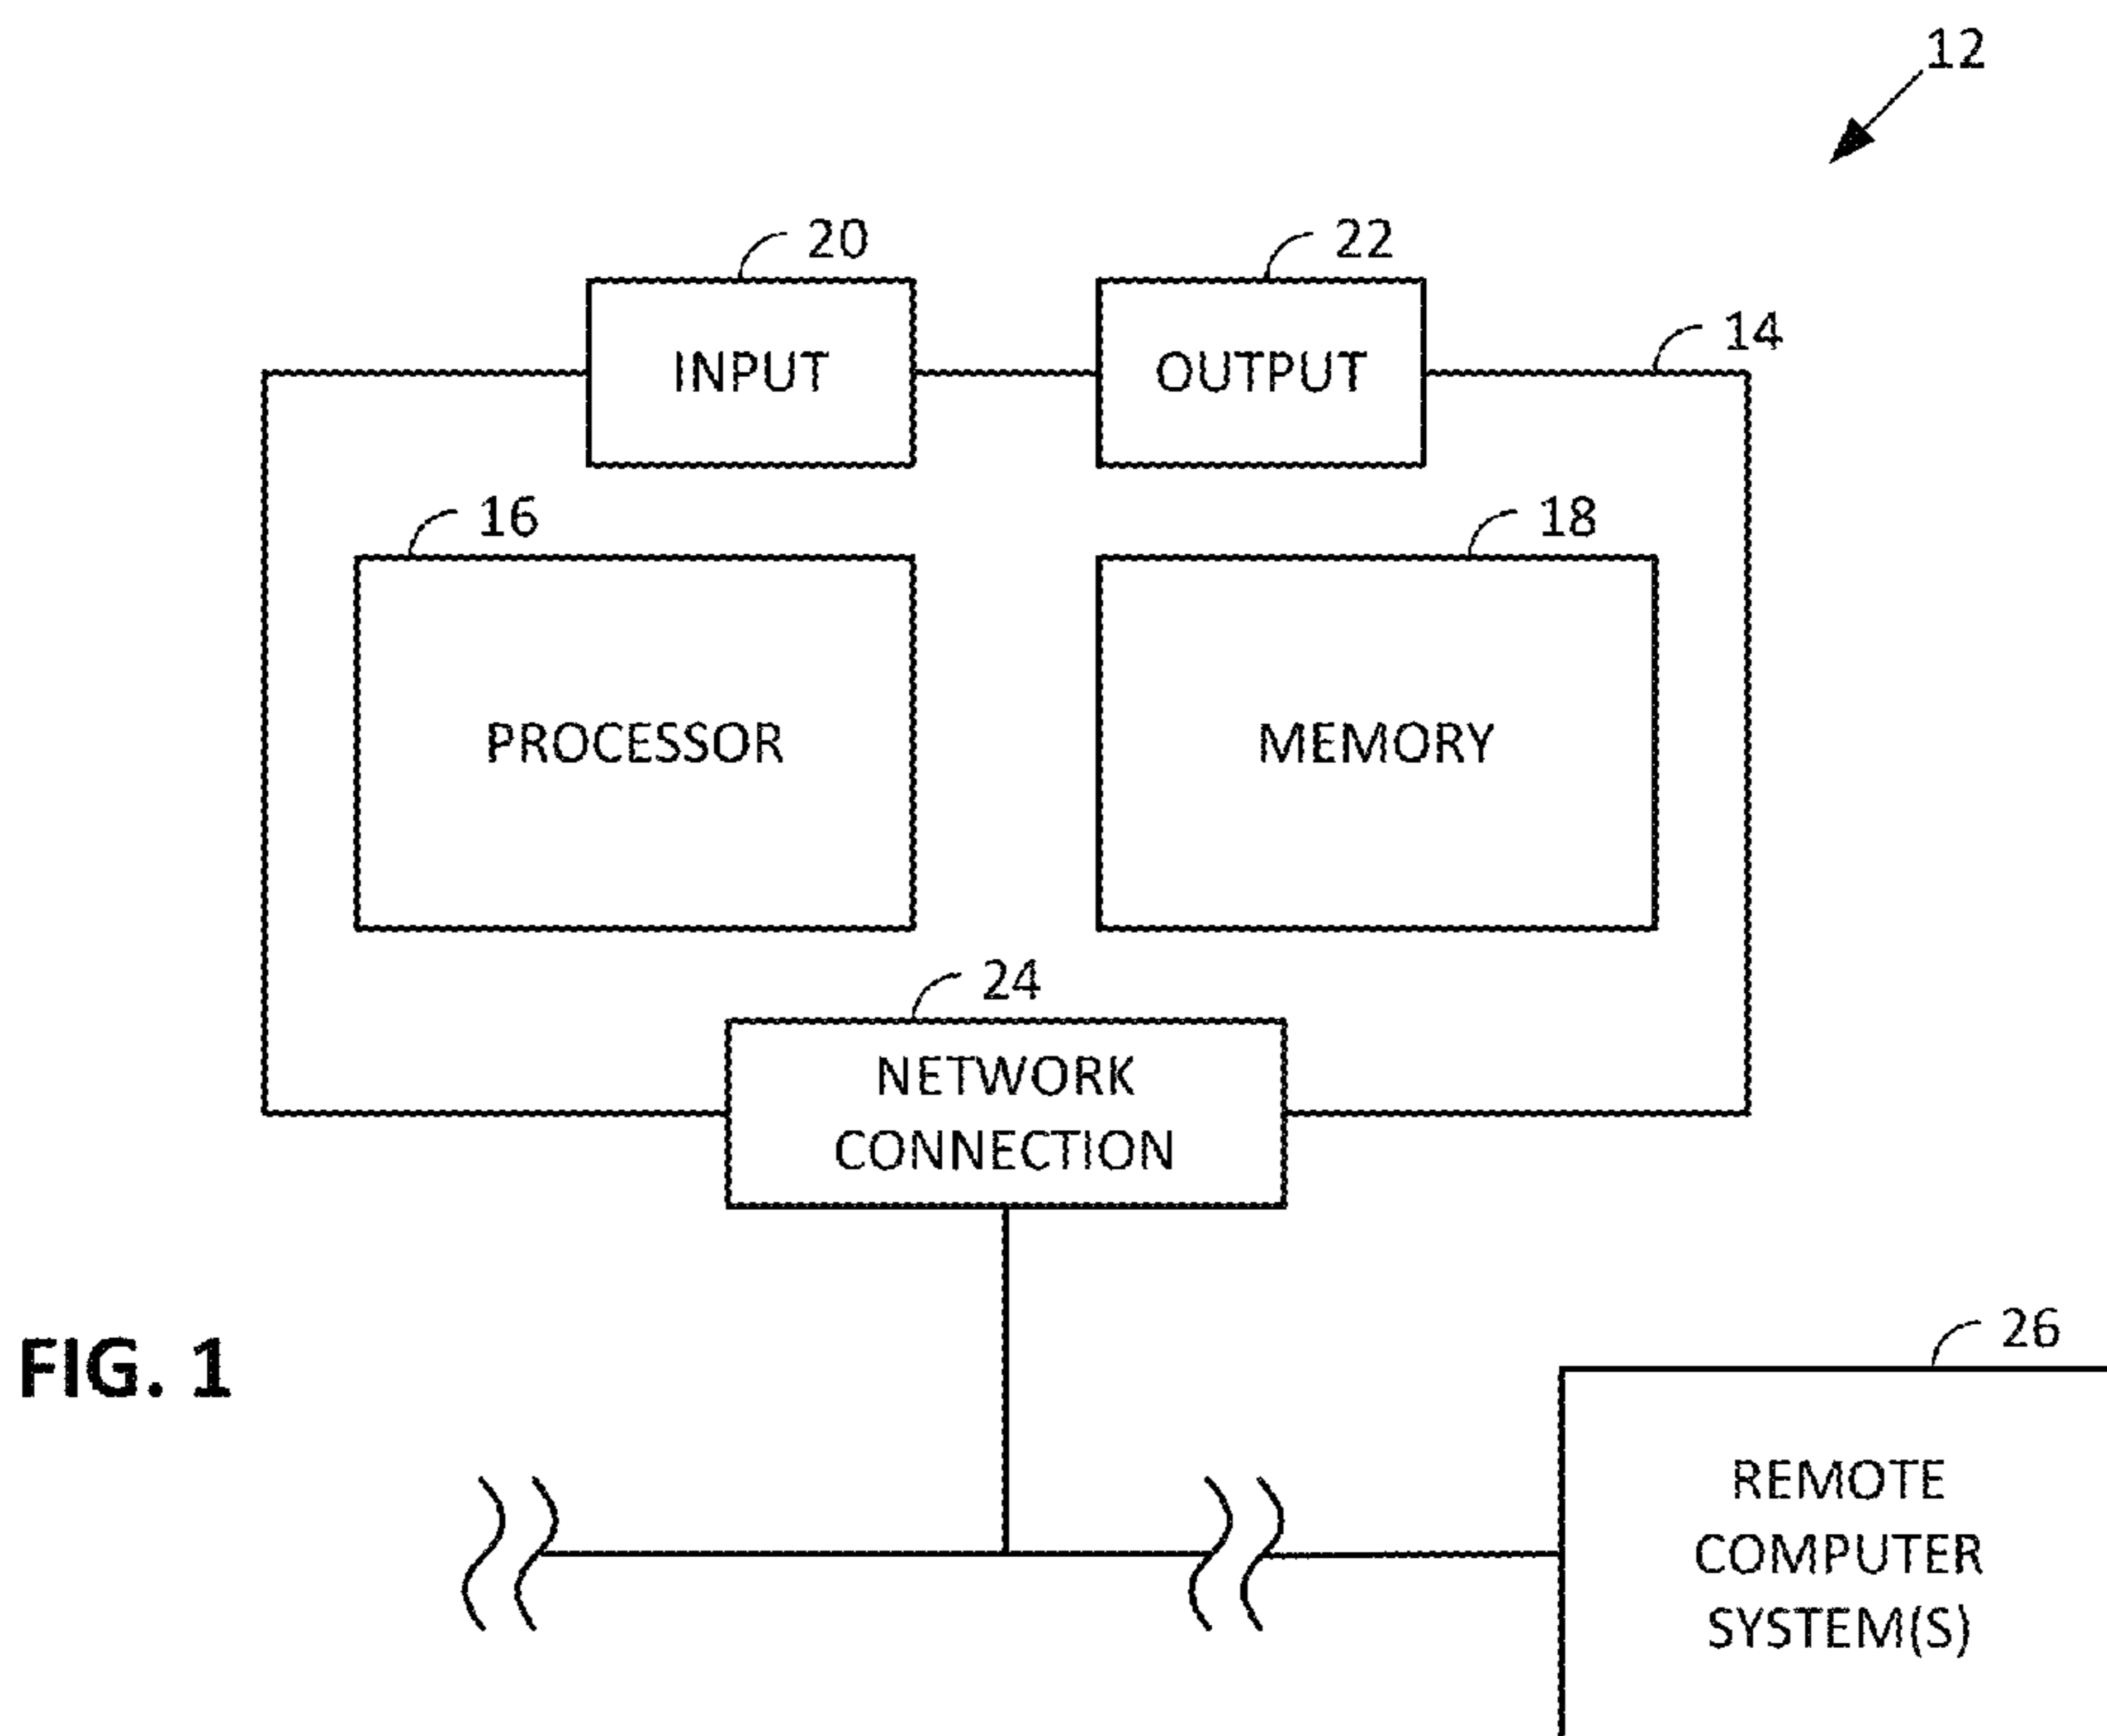 12
20
22
INPUT
OUTPUT
14
16
18
PROCESSOR
MEMORY
24
NETWORK
CONNECTION
FIG. 1
26
REMOTE
COMPUTER
SYSTEM(S)